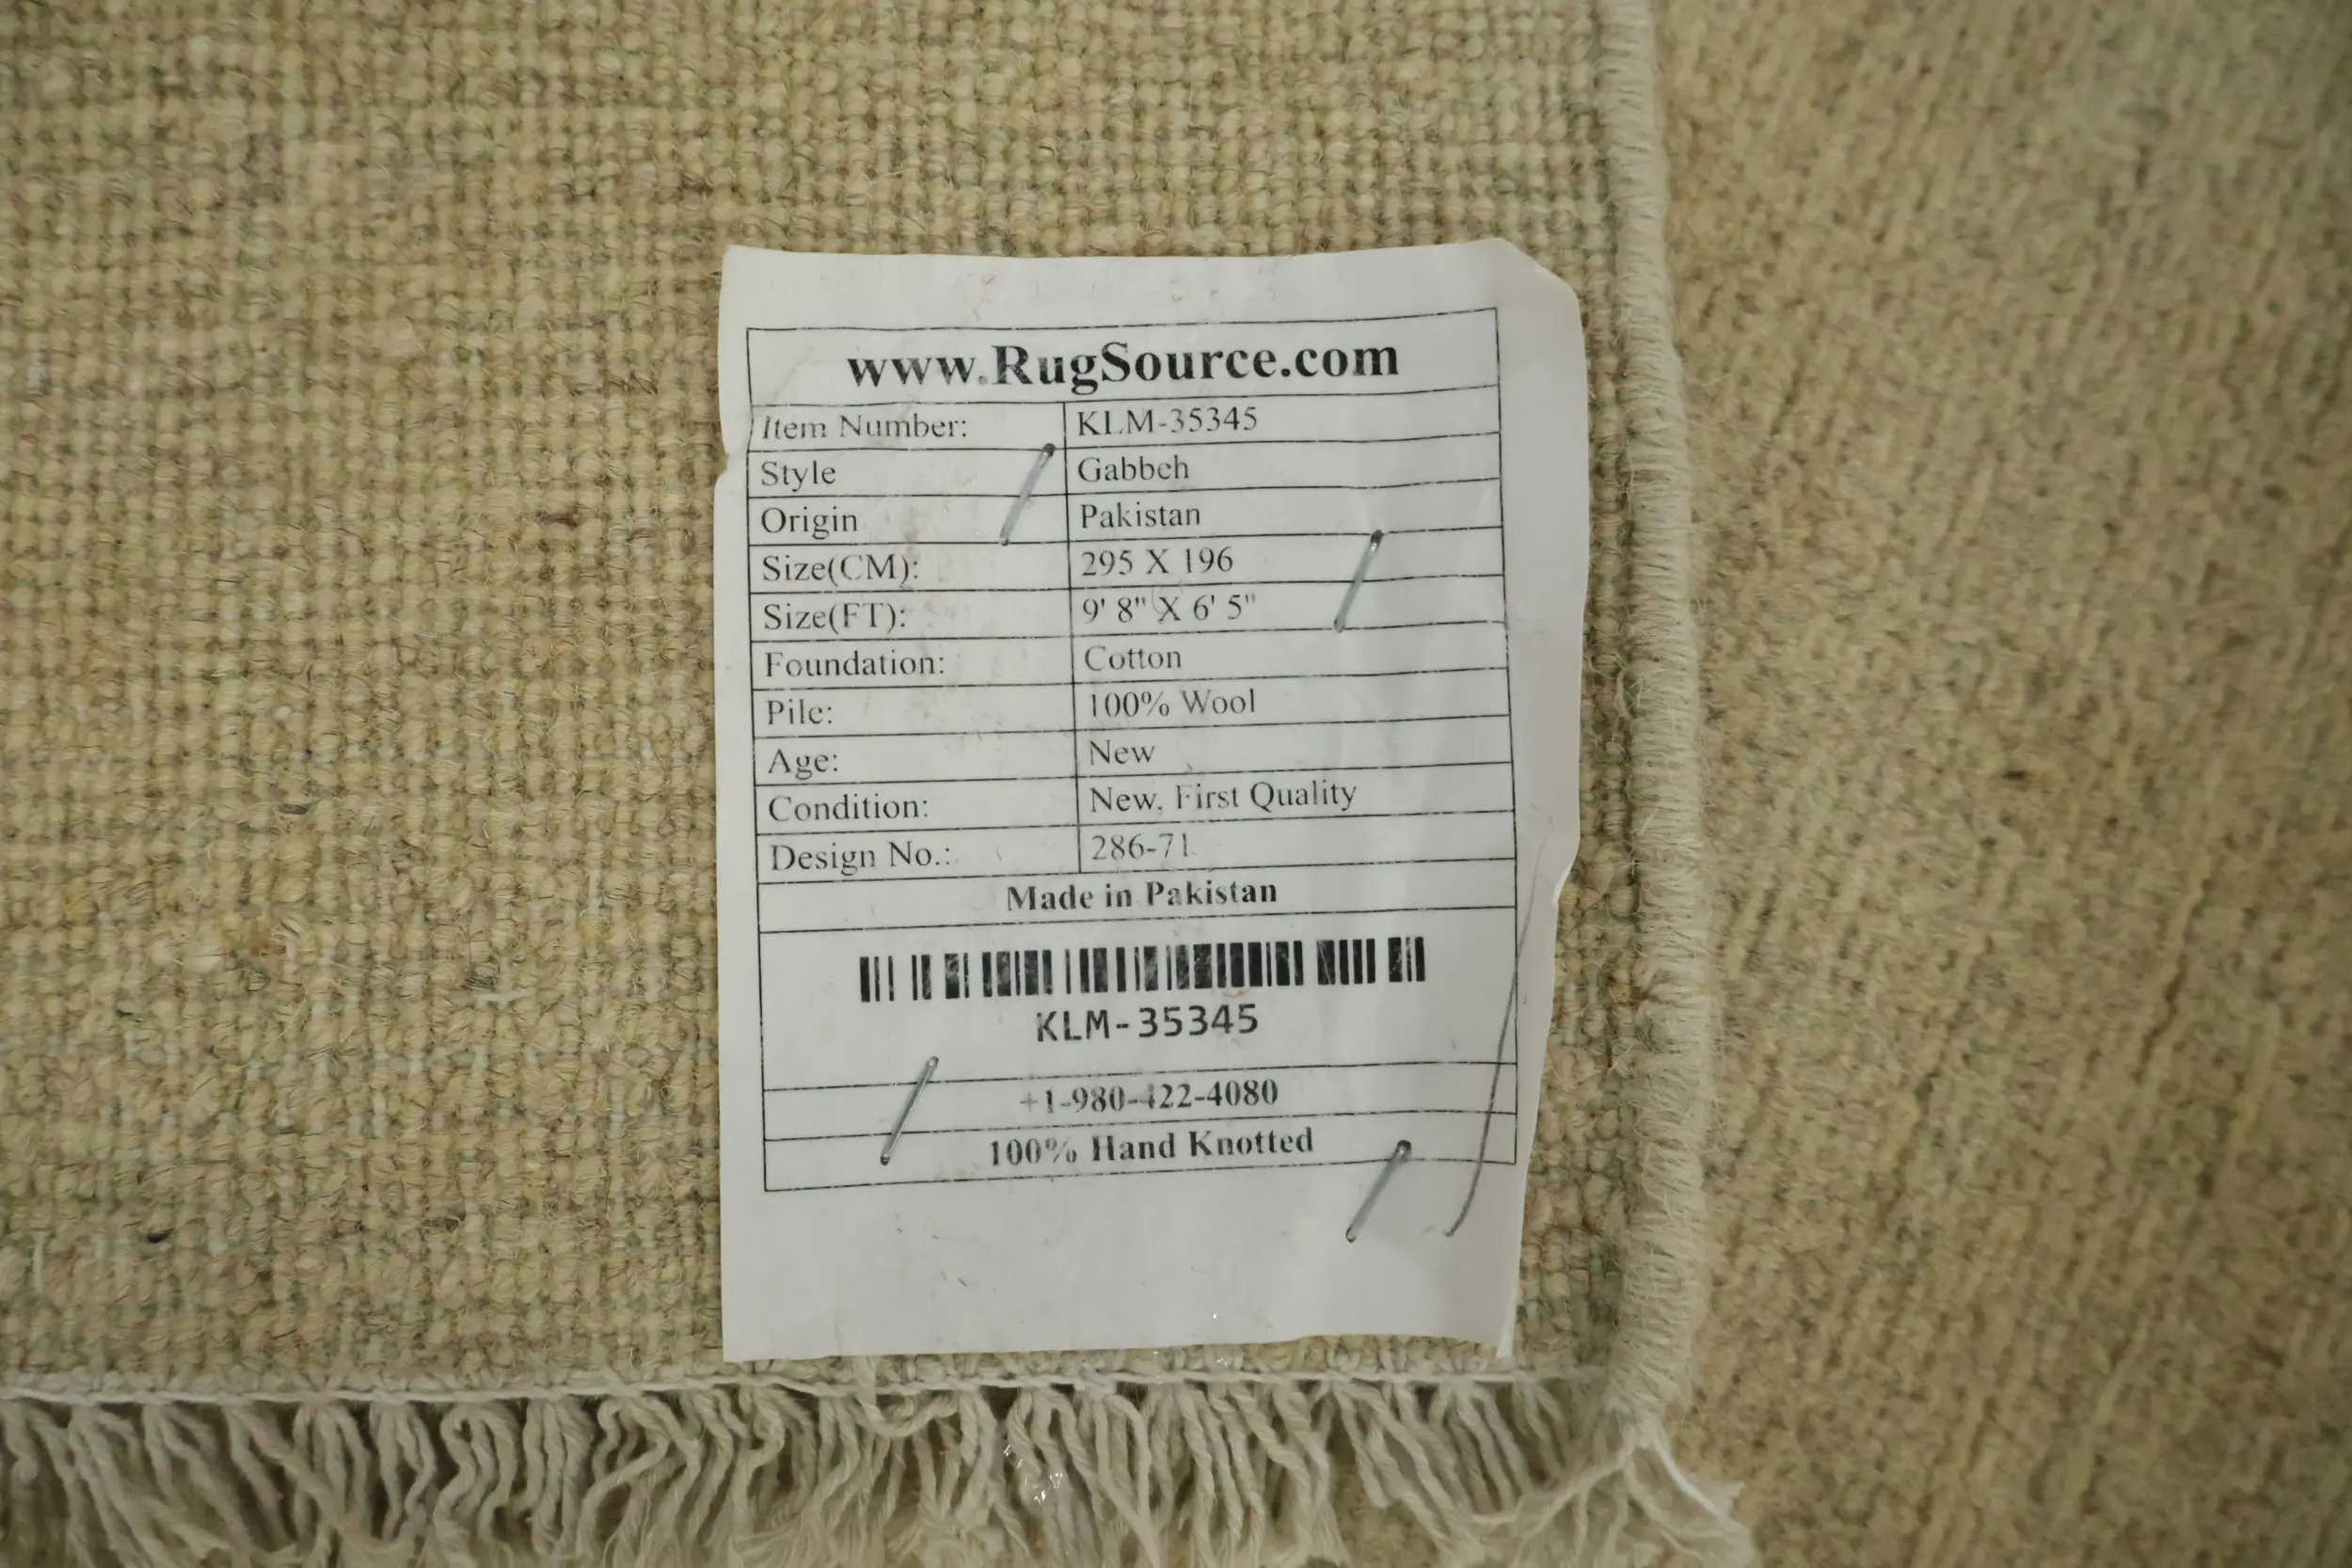 www.RugSource.com
Item Number: KLM-35345
Style Gabbeh
Origin Pakistan
Size(CM): 295 X 196
Size(FT): 9' 8" X 6' 5"
Foundation: Cotton
Pile: 100% Wool
Age: New
Condition: New, First Quality
Design No.: 286-71
Made in Pakistan
KLM-35345
+1-980-422-4080
100% Hand Knotted